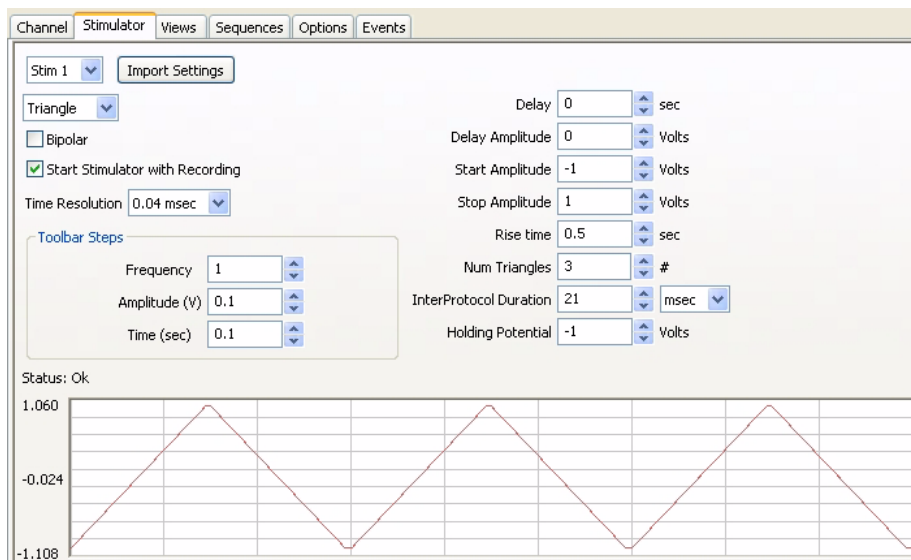 Channel Stimulator Views Sequences Options Events
Stim 1 Import Settings
Triangle
Bipolar
Start Stimulator with Recording
Time Resolution 0.04 msec
Toolbar Steps
Frequency 1
Amplitude (V) 0.1
Time (sec) 0.1
Delay 0 sec
Delay Amplitude 0 Volts
Start Amplitude -1 Volts
Stop Amplitude 1 Volts
Rise time 0.5 sec
Num Triangles 3 #
InterProtocol Duration 21 msec
Holding Potential -1 Volts
Status: Ok
1.060
-0.024
-1.108